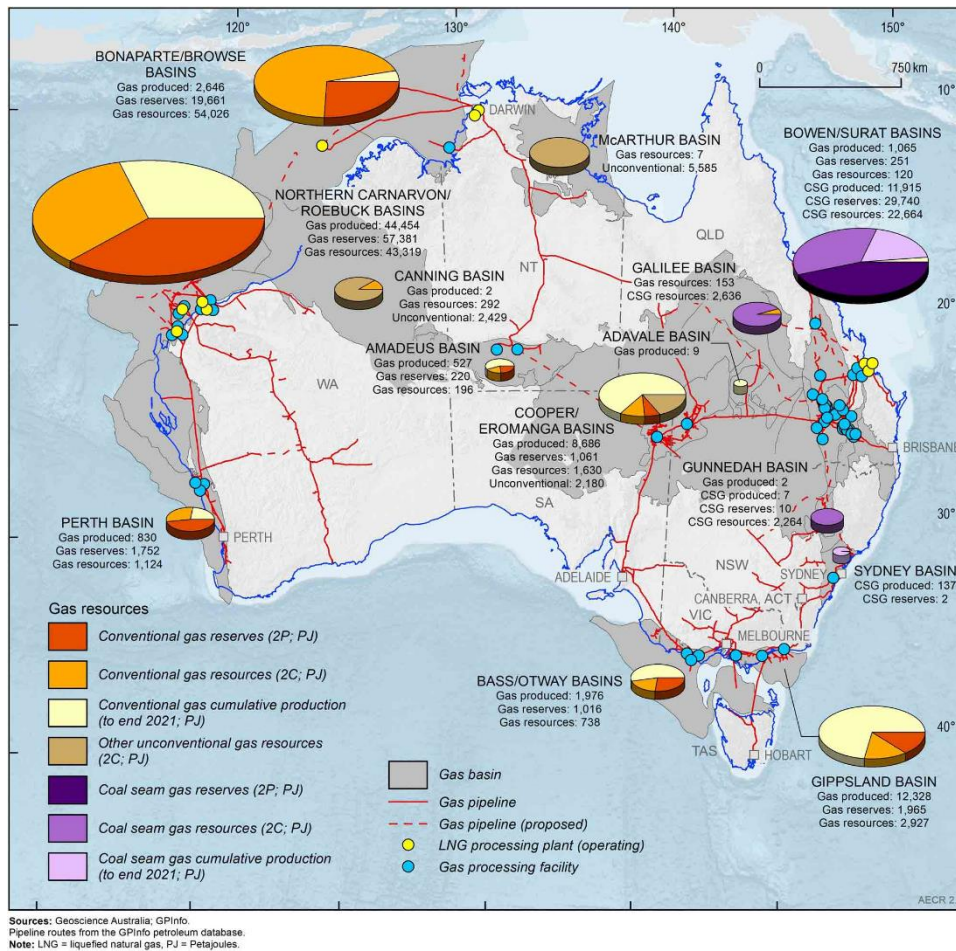 120°
130°
140°
150°
BONAPARTE/BROWSE
BASINS
Gas produced: 2,646
Gas reserves: 19,661
Gas resources: 54,026
0
750 km
10°
DARWIN
McARTHUR BASIN
Gas resources: 7
Unconventional: 5,585
BOWEN/SURAT BASINS
Gas produced: 1,065
Gas reserves: 251
Gas resources: 120
CSG produced: 11,915
CSG reserves: 29,740
CSG resources: 22,664
NORTHERN CARNARVON/
ROEBUCK BASINS
Gas produced: 44,454
Gas reserves: 57,381
Gas resources: 43,319
QLD
NT
CANNING BASIN
Gas produced: 2
Gas resources: 292
Unconventional: 2,429
GALILEE BASIN
Gas resources: 153
CSG resources: 2,636
20°
ADAVALE BASIN
Gas produced: 9
AMADEUS BASIN
Gas produced: 527
Gas reserves: 220
Gas resources: 196
WA
COOPER/
EROMANGA BASINS
Gas produced: 8,686
Gas reserves: 1,061
Gas resources: 1,630
Unconventional: 2,180
BRISBANE
GUNNEDAH BASIN
Gas produced: 2
CSG produced: 7
CSG reserves: 10
CSG resources: 2,264
SA
30°
PERTH BASIN
Gas produced: 830
Gas reserves: 1,752
Gas resources: 1,124
PERTH
ADELAIDE
NSW
SYDNEY
SYDNEY BASIN
CSG produced: 137
CSG reserves: 2
CANBERRA, ACT
VIC
MELBOURNE
Gas resources
Conventional gas reserves (2P; PJ)
Conventional gas resources (2C; PJ)
Conventional gas cumulative production
(to end 2021; PJ)
Other unconventional gas resources
(2C; PJ)
Coal seam gas reserves (2P; PJ)
Coal seam gas resources (2C; PJ)
Coal seam gas cumulative production
(to end 2021; PJ)
BASS/OTWAY BASINS
Gas produced: 1,976
Gas reserves: 1,016
Gas resources: 738
40°
TAS
HOBART
GIPPSLAND BASIN
Gas produced: 12,328
Gas reserves: 1,965
Gas resources: 2,927
Gas basin
Gas pipeline
Gas pipeline (proposed)
LNG processing plant (operating)
Gas processing facility
AECR 2
Sources: Geoscience Australia; GPInfo.
Pipeline routes from the GPInfo petroleum database.
Note: LNG = liquefied natural gas, PJ = Petajoules.